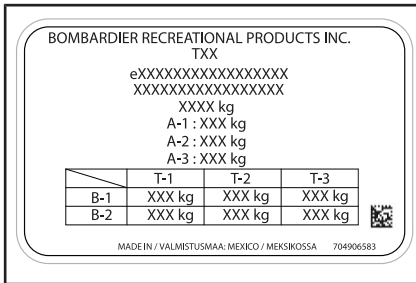 BOMBARDIER RECREATIONAL PRODUCTS INC.
TXX
eXXXXXXXXXXXXXXXXX
XXXXXXXXXXXXXXXXX
XXXX kg
A-1 : XXX kg
A-2 : XXX kg
A-3 : XXX kg
T-1 T-2 T-3
B-1 XXX kg XXX kg XXX kg
B-2 XXX kg XXX kg XXX kg
MADE IN / VALMISTUSMAA: MEXICO / MEKSIKOSSA 704906583